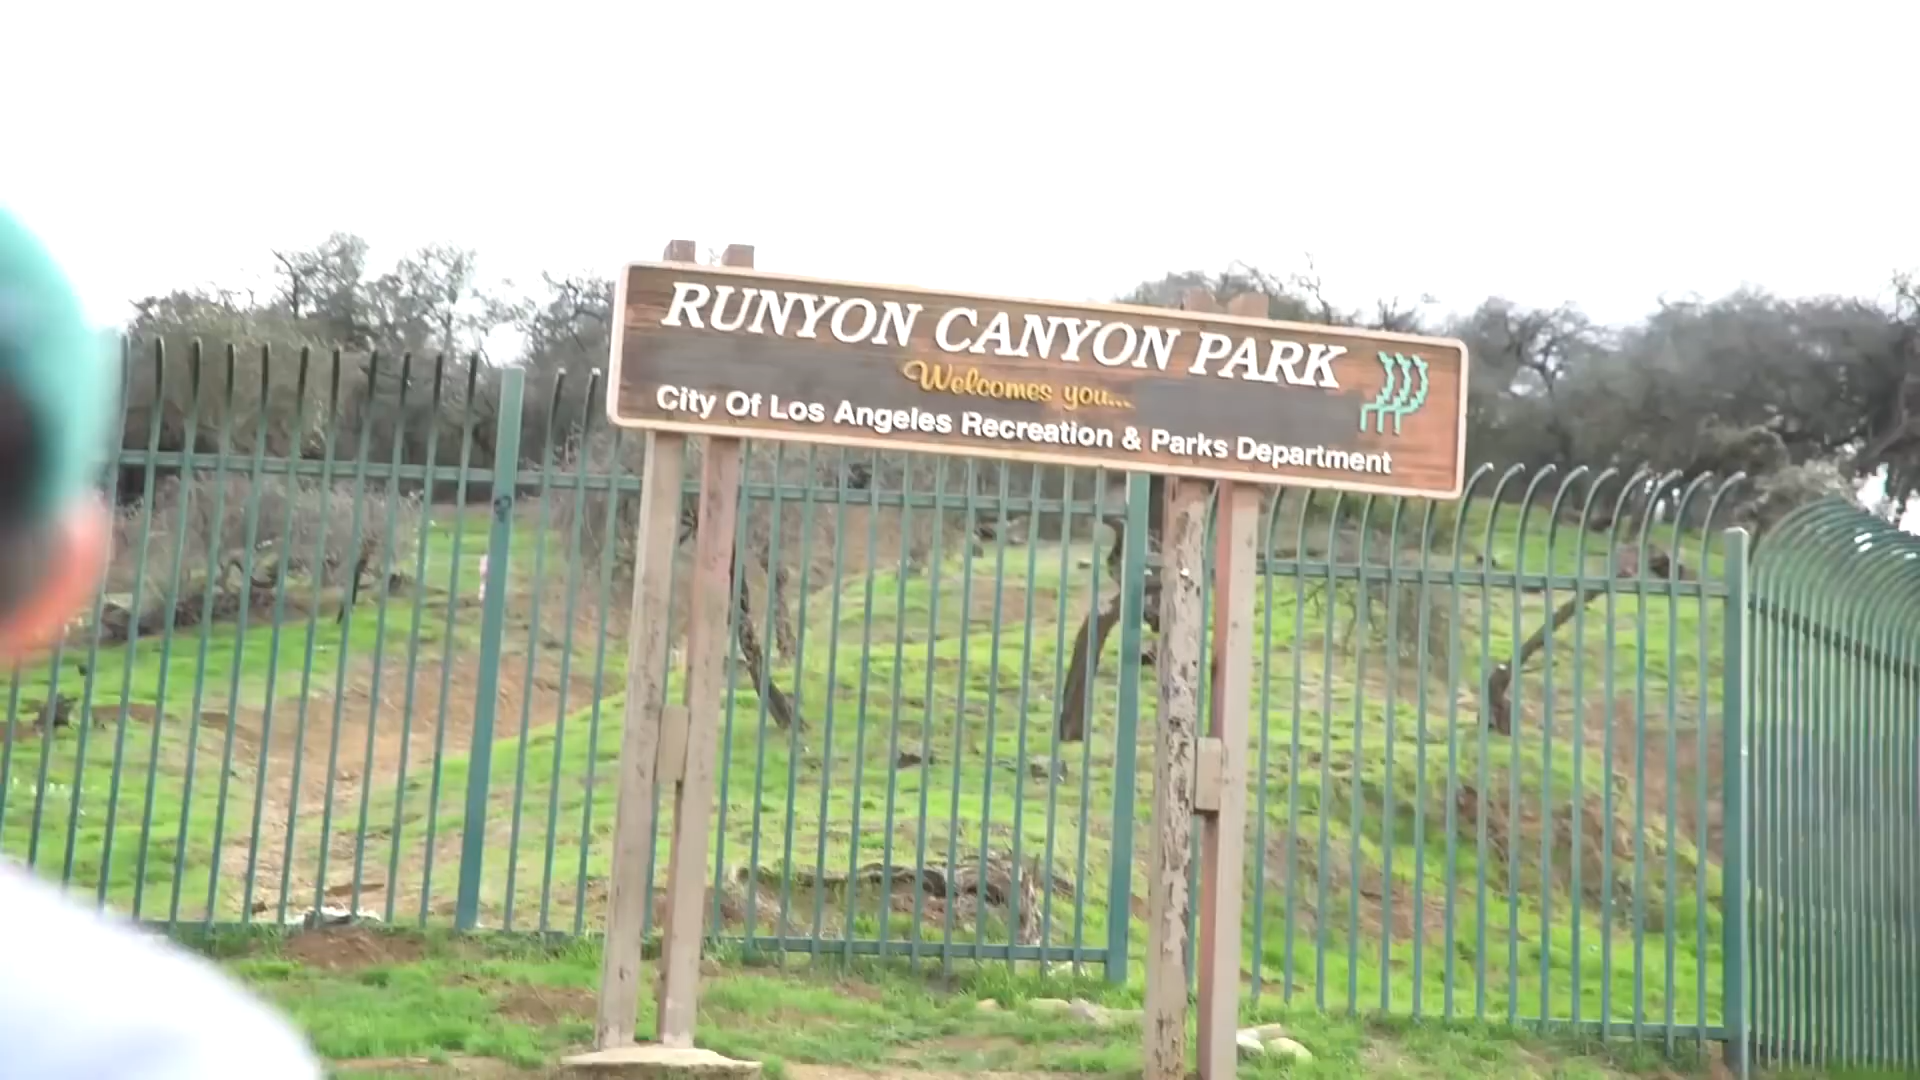 RUNYON CANYON PARK
Welcomes you...
City Of Los Angeles Recreation & Parks Department